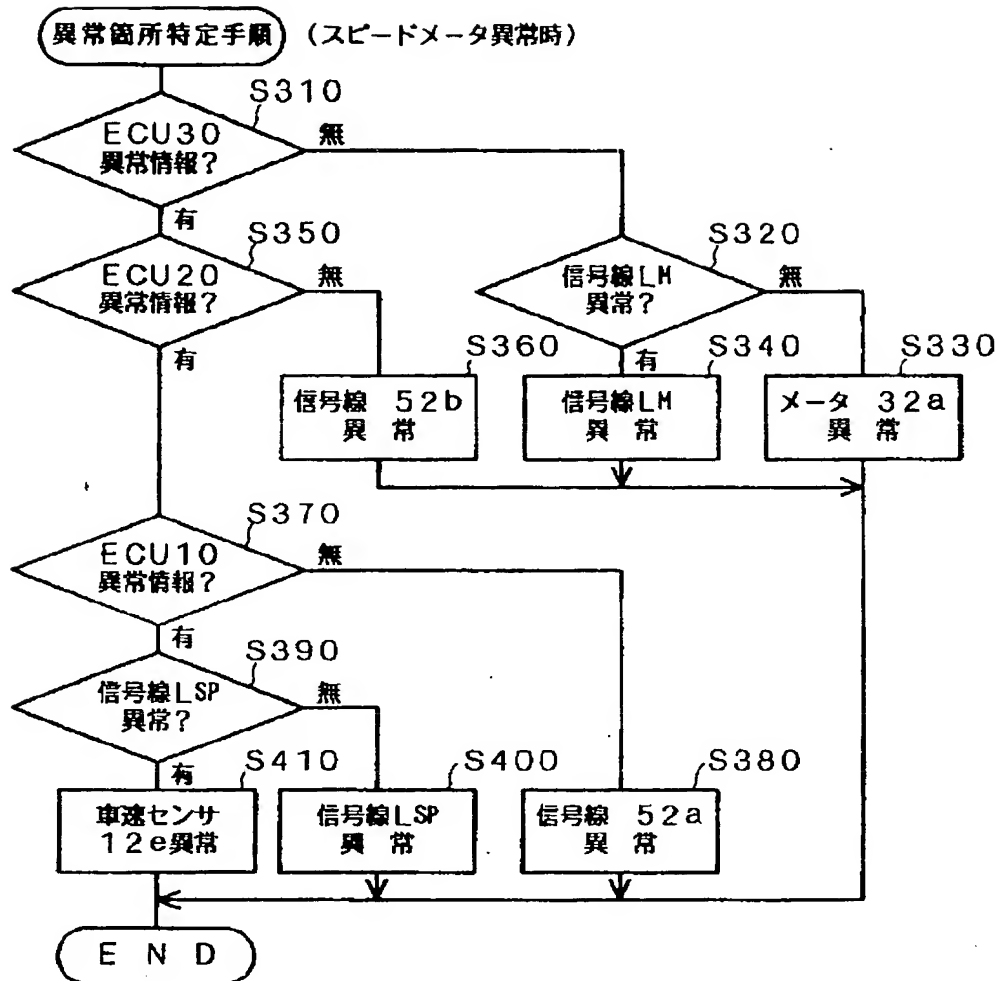 異常箇所特定手順 (スピードメータ異常時)
S310
ECU30
異常情報?
無
有
S350
ECU20
異常情報?
無
有
S320
信号線LM
異常?
無
有
S360
信号線 52b
異 常
S340
信号線LM
異 常
S330
メータ 32a
異 常
S370
ECU10
異常情報?
無
有
S390
信号線LSP
異常?
無
有
S410
車速センサ
12e異常
S400
信号線LSP
異 常
S380
信号線 52a
異 常
END